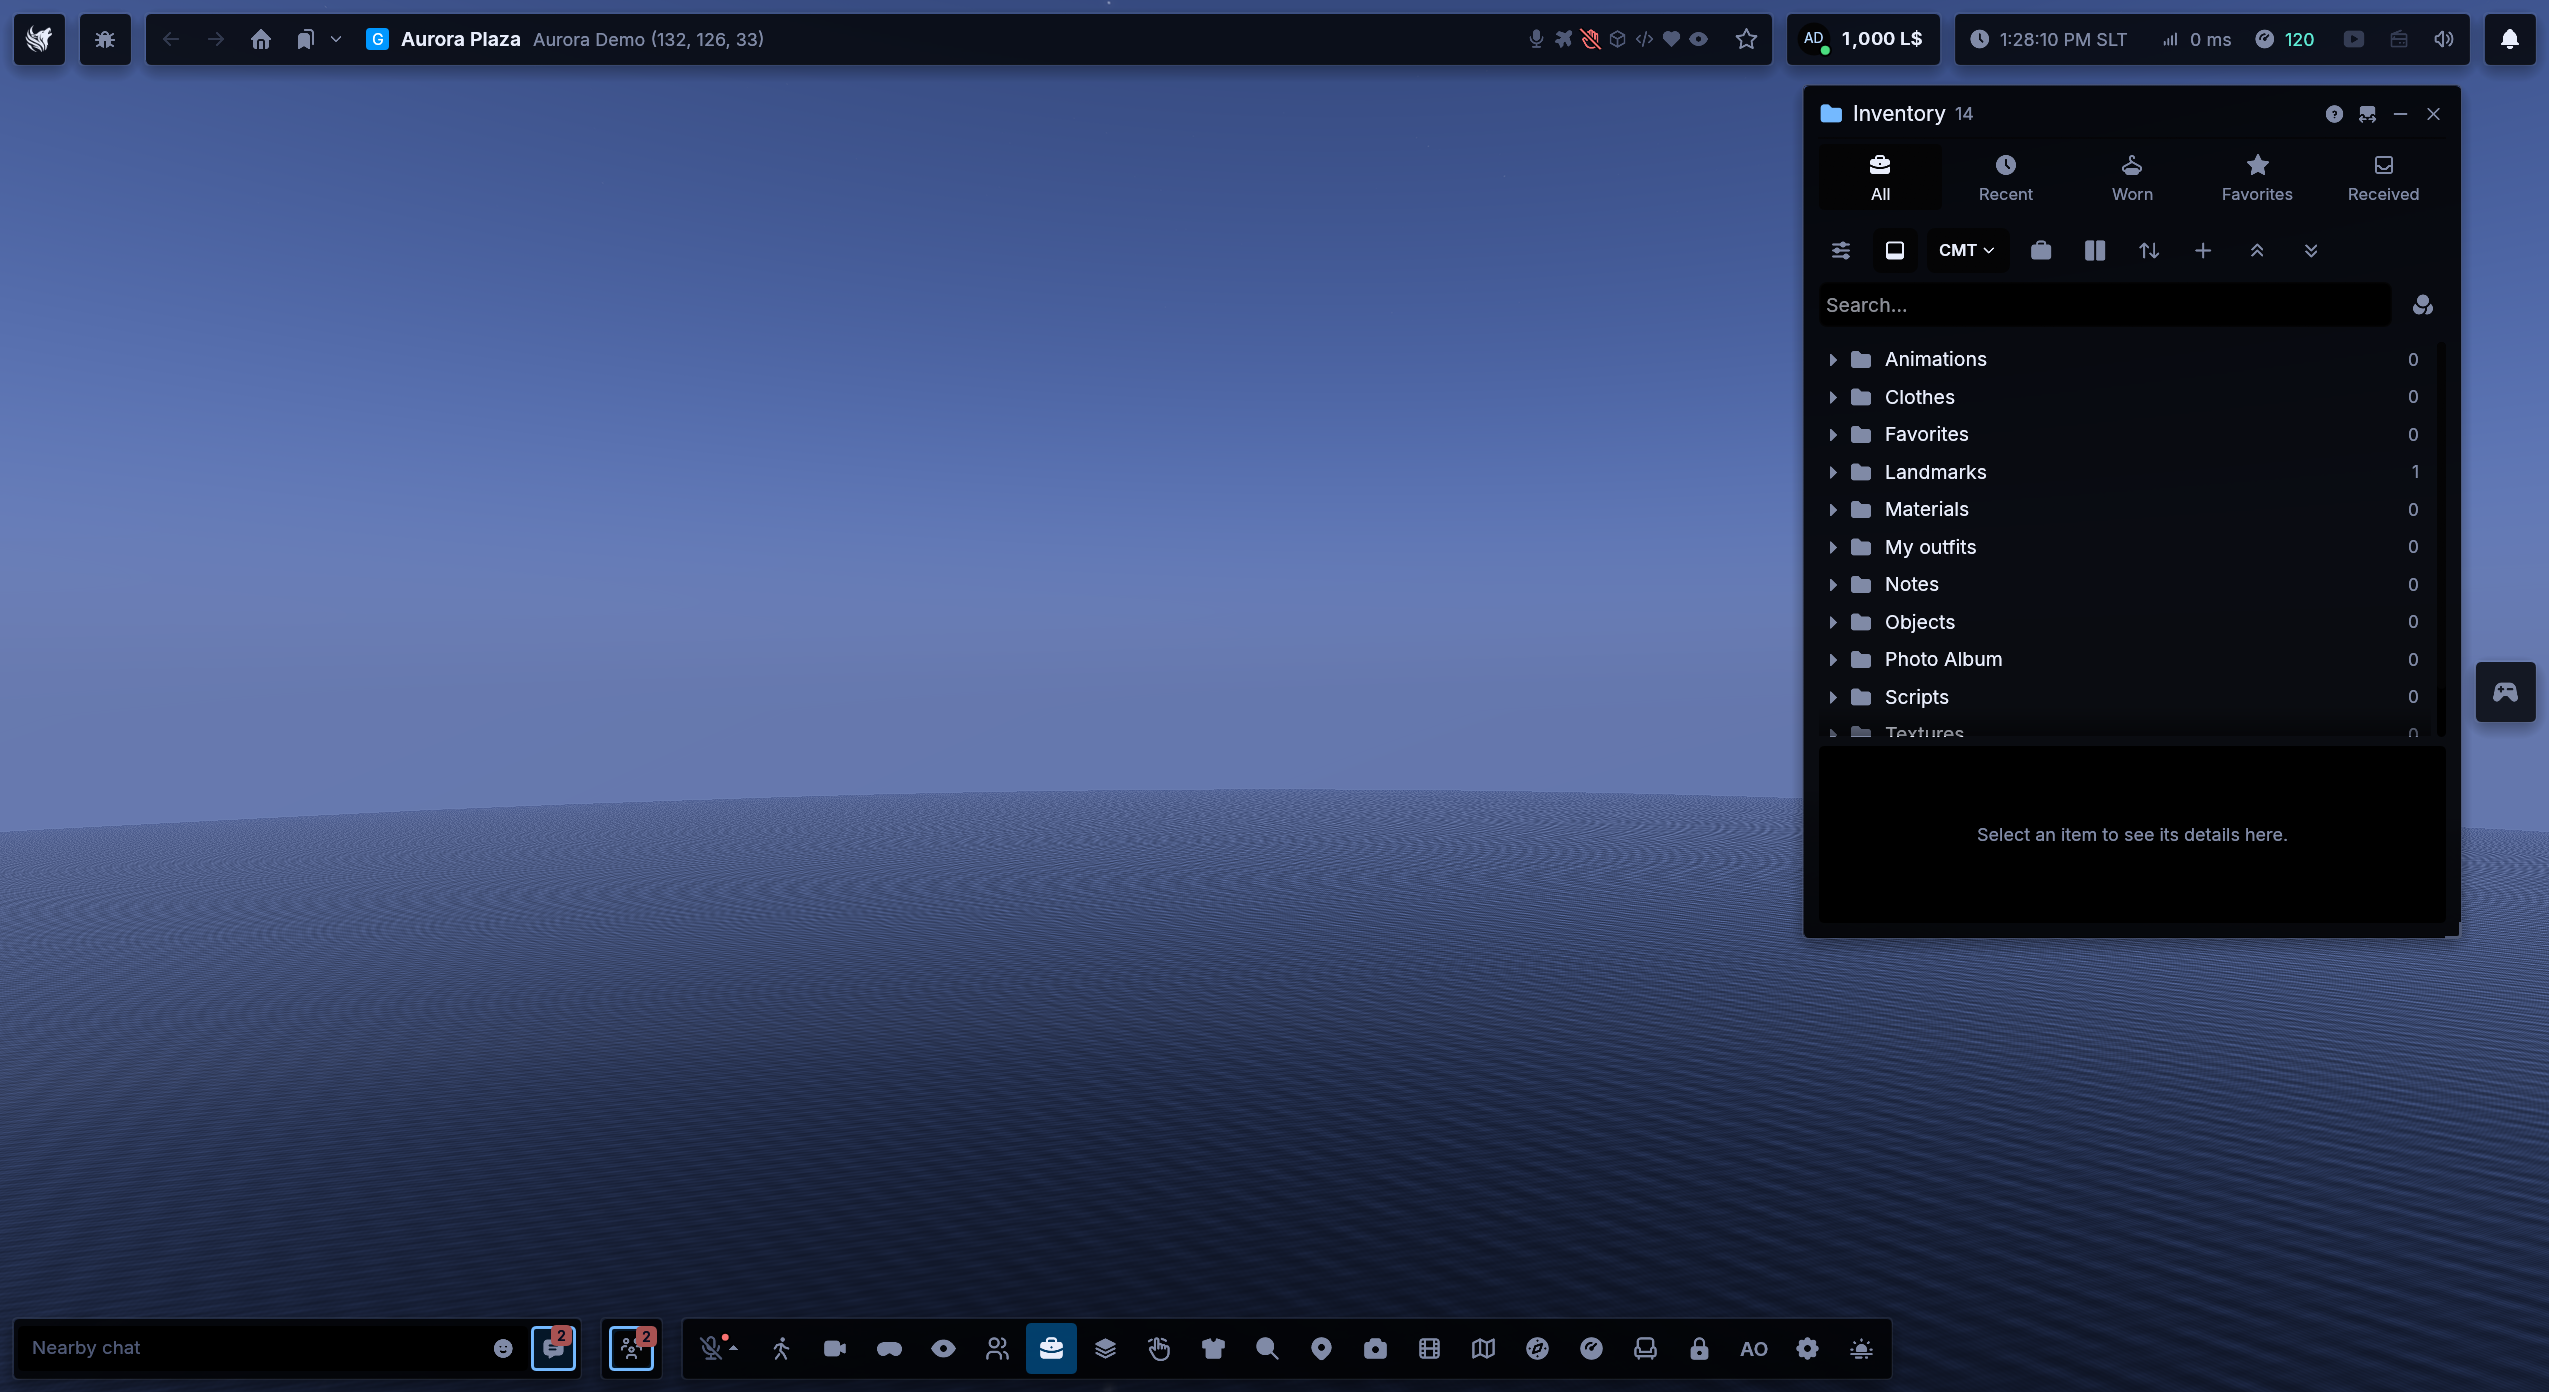 G Aurora Plaza Aurora Demo (132, 126, 33)
AD 1,000 L$
1:28:10 PM SLT 0 ms 120
Inventory 14
All Recent Worn Favorites Received
CMT
Search...
Animations 0
Clothes 0
Favorites 0
Landmarks 1
Materials 0
My outfits 0
Notes 0
Objects 0
Photo Album 0
Scripts 0
Textures 0
Select an item to see its details here.
Nearby chat 2 2 AO